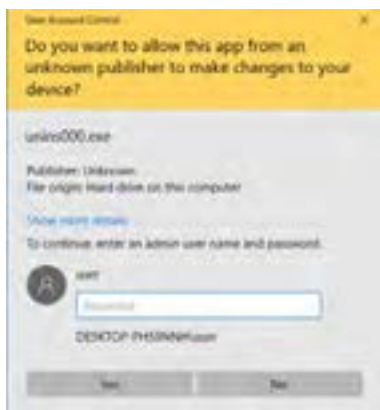 User Account Control
Do you want to allow this app from an
unknown publisher to make changes to your
device?
unins000.exe
Publisher: Unknown
File origin: Hard drive on this computer
Show more details
To continue, enter an admin user name and password.
user
Password
Yes
No